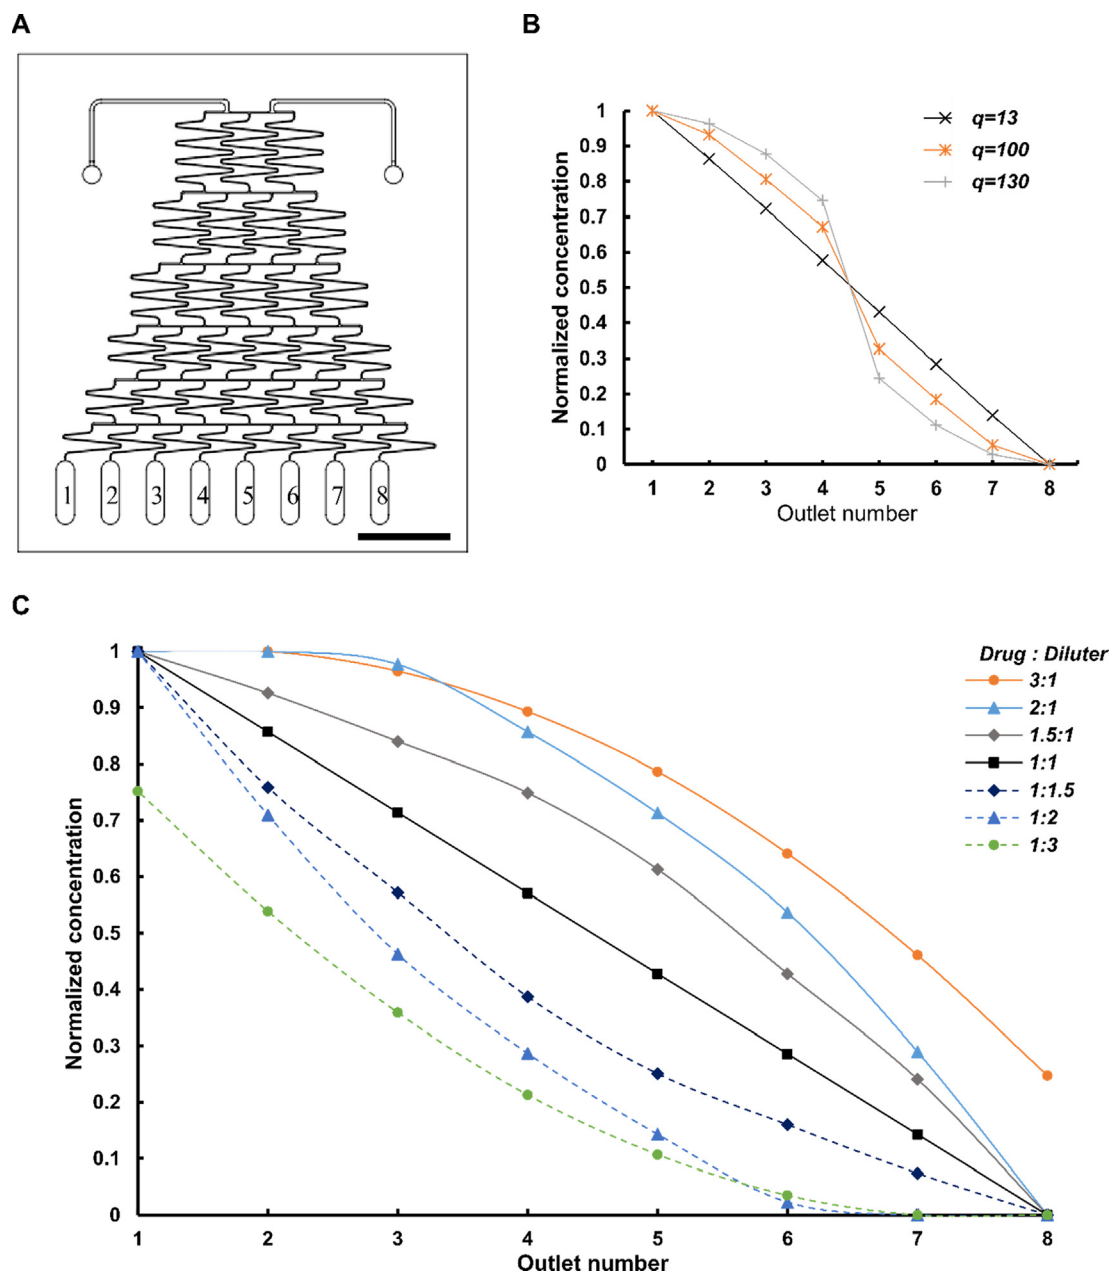 A
1 2 3 4 5 6 7 8
B
Normalized concentration
1
0.9
0.8
0.7
0.6
0.5
0.4
0.3
0.2
0.1
0
1 2 3 4 5 6 7 8
Outlet number
q=13
q=100
q=130
C
Normalized concentration
1
0.9
0.8
0.7
0.6
0.5
0.4
0.3
0.2
0.1
0
1 2 3 4 5 6 7 8
Outlet number
Drug : Diluter
3:1
2:1
1.5:1
1:1
1:1.5
1:2
1:3